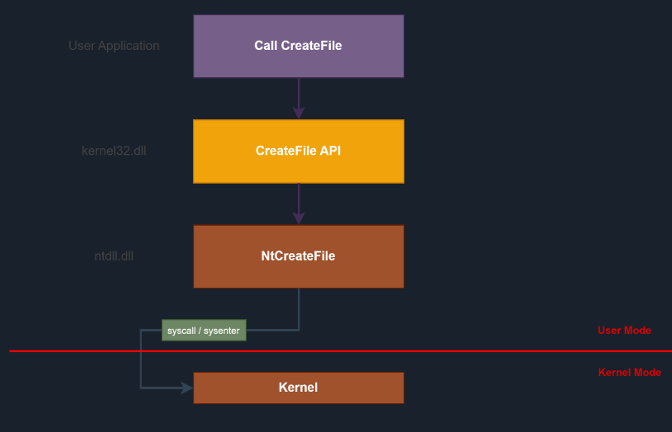 User Application
Call CreateFile
kernel32.dll
CreateFile API
ntdll.dll
NtCreateFile
syscall / sysenter
User Mode
Kernel Mode
Kernel